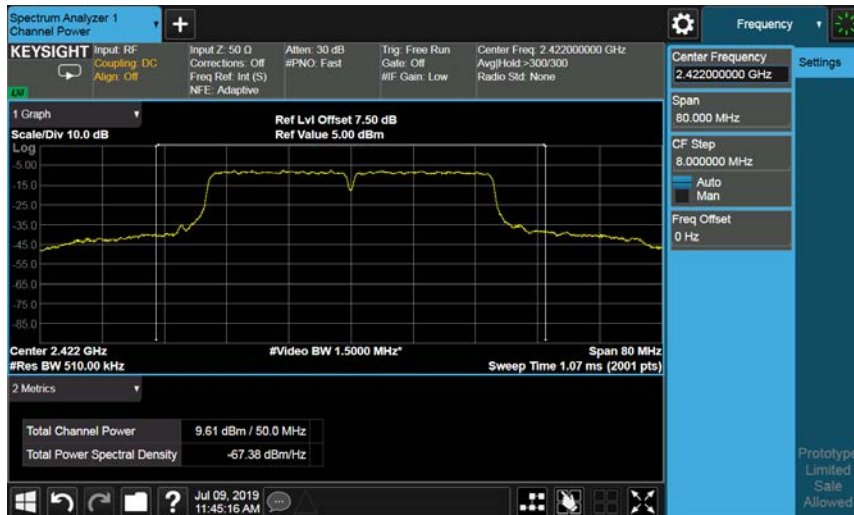 Spectrum Analyzer 1
Channel Power
+
Frequency
KEYSIGHT
Input: RF
Coupling: DC
Align: Off
Input Z: 50 Ω
Corrections: Off
Freq Ref: Int (S)
NFE: Adaptive
Atten: 30 dB
#PNO: Fast
Trig: Free Run
Gate: Off
#IF Gain: Low
Center Freq: 2.422000000 GHz
Avg|Hold:>300/300
Radio Std: None
LXI
Center Frequency
2.422000000 GHz
Settings
Span
80.000 MHz
CF Step
8.000000 MHz
Auto
Man
Freq Offset
0 Hz
1 Graph
Scale/Div 10.0 dB
Ref Lvl Offset 7.50 dB
Ref Value 5.00 dBm
Log
-5.00
-15.0
-25.0
-35.0
-45.0
-55.0
-65.0
-75.0
-85.0
Center 2.422 GHz
#Video BW 1.5000 MHz*
Span 80 MHz
#Res BW 510.00 kHz
Sweep Time 1.07 ms (2001 pts)
2 Metrics
Total Channel Power 9.61 dBm / 50.0 MHz
Total Power Spectral Density -67.38 dBm/Hz
Prototype
Limited
Sale
Allowed
?
Jul 09, 2019
11:45:16 AM